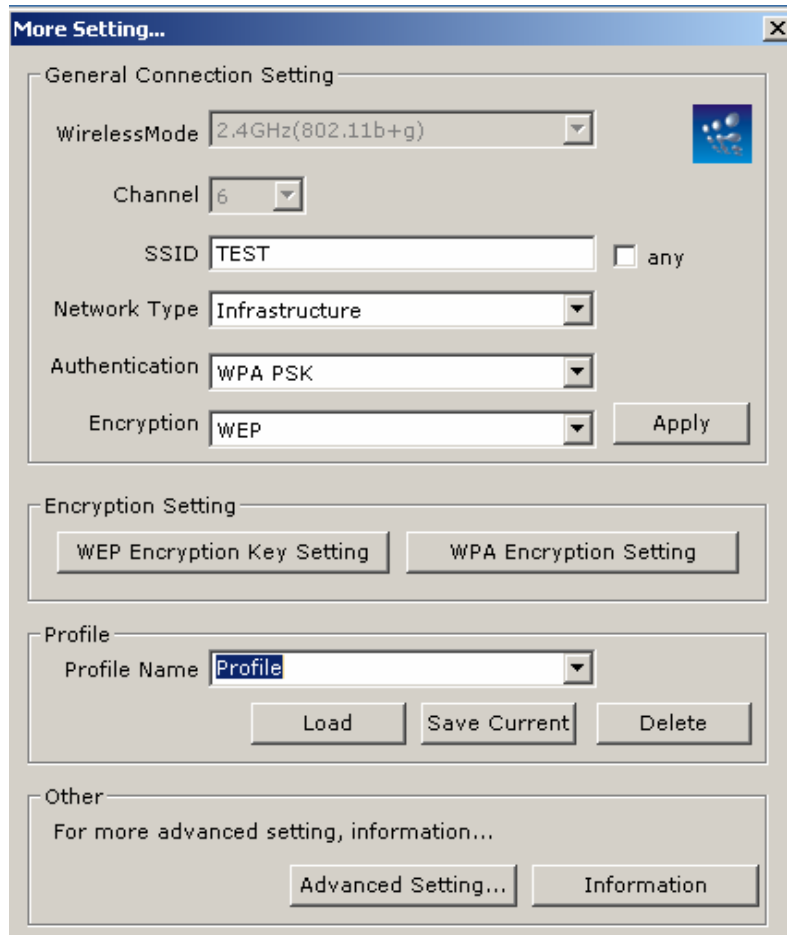 More Setting...
General Connection Setting
WirelessMode 2.4GHz(802.11b+g)
Channel 6
SSID TEST any
Network Type Infrastructure
Authentication WPA PSK
Encryption WEP Apply
Encryption Setting
WEP Encryption Key Setting WPA Encryption Setting
Profile
Profile Name Profile
Load Save Current Delete
Other
For more advanced setting, information...
Advanced Setting... Information